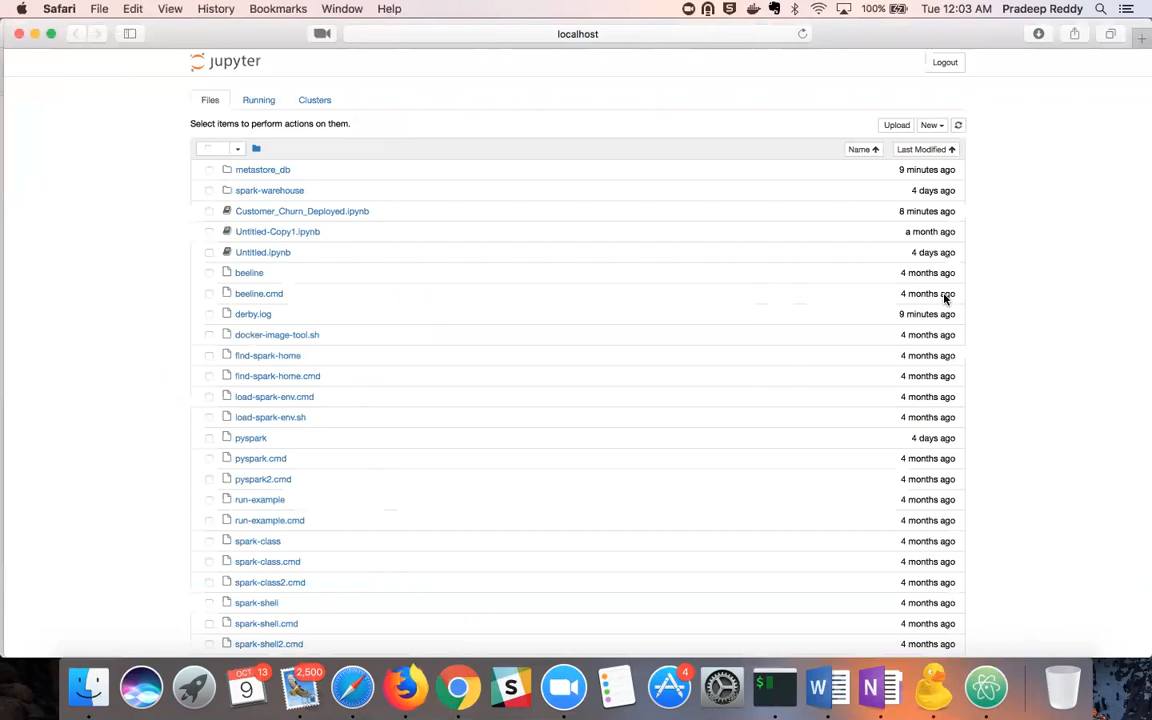 Safari File Edit View History Bookmarks Window Help 100% Tue 12:03 AM Pradeep Reddy
localhost
jupyter Logout
Files Running Clusters
Select items to perform actions on them. Upload New
Name Last Modified
metastore_db 9 minutes ago
spark-warehouse 4 days ago
Customer_Churn_Deployed.ipynb 8 minutes ago
Untitled-Copy1.ipynb a month ago
Untitled.ipynb 4 days ago
beeline 4 months ago
beeline.cmd 4 months ago
derby.log 9 minutes ago
docker-image-tool.sh 4 months ago
find-spark-home 4 months ago
find-spark-home.cmd 4 months ago
load-spark-env.cmd 4 months ago
load-spark-env.sh 4 months ago
pyspark 4 days ago
pyspark.cmd 4 months ago
pyspark2.cmd 4 months ago
run-example 4 months ago
run-example.cmd 4 months ago
spark-class 4 months ago
spark-class.cmd 4 months ago
spark-class2.cmd 4 months ago
spark-shell 4 months ago
spark-shell.cmd 4 months ago
spark-shell2.cmd 4 months ago
OCT 13 2,500 4
9 S $ W N